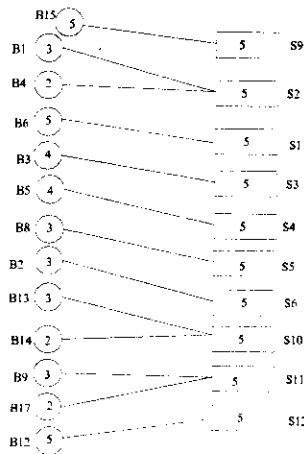 B15 5 5 S9
B1 3
B4 2 5 S2
B6 5 5 S1
B3 4 5 S3
B5 4 5 S4
B8 3 5 S5
B2 3 5 S6
B13 3
B14 2 5 S10
B9 3 5 S11
B17 2
B12 5 5 S12